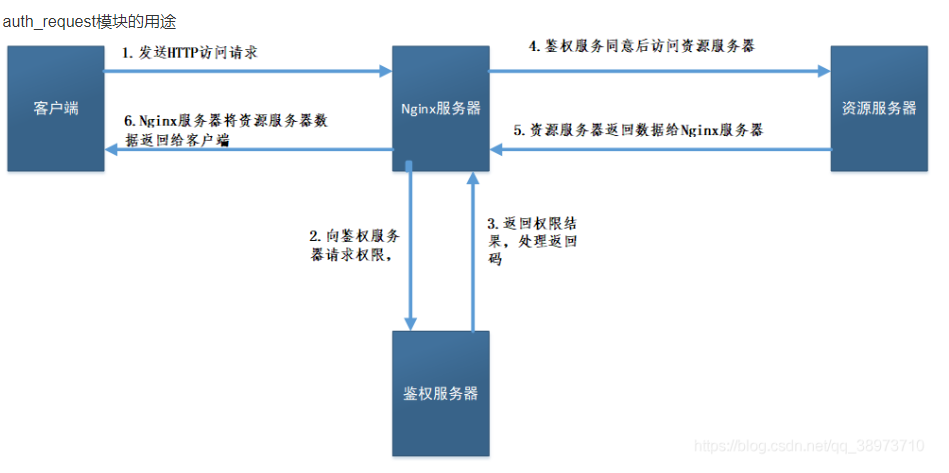 auth_request模块的用途
1. 发送HTTP访问请求
4. 鉴权服务同意后访问资源服务器
客户端
Nginx服务器
资源服务器
6. Nginx服务器将资源服务器数
据返回给客户端
5. 资源服务器返回数据给Nginx服务器
2. 向鉴权服务
器请求权限，
3. 返回权限结
果，处理返回
码
鉴权服务器
https://blog.csdn.net/qq_38973710